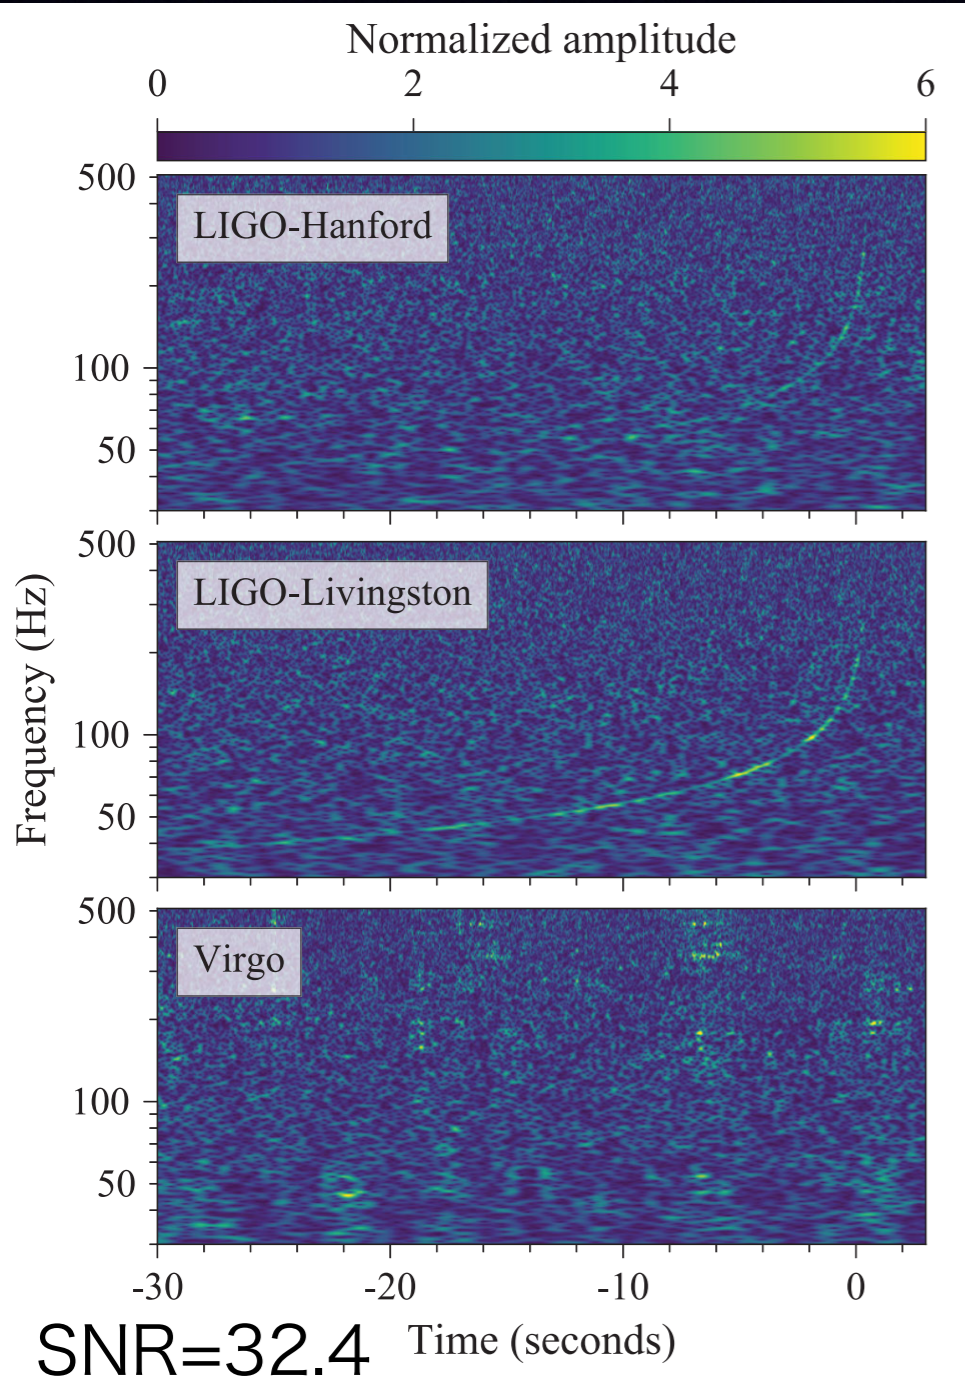 Normalized amplitude
0 2 4 6
500
LIGO-Hanford
100
50
500
LIGO-Livingston
100
50
Frequency (Hz)
500
Virgo
100
50
-30 -20 -10 0
Time (seconds)
SNR=32.4